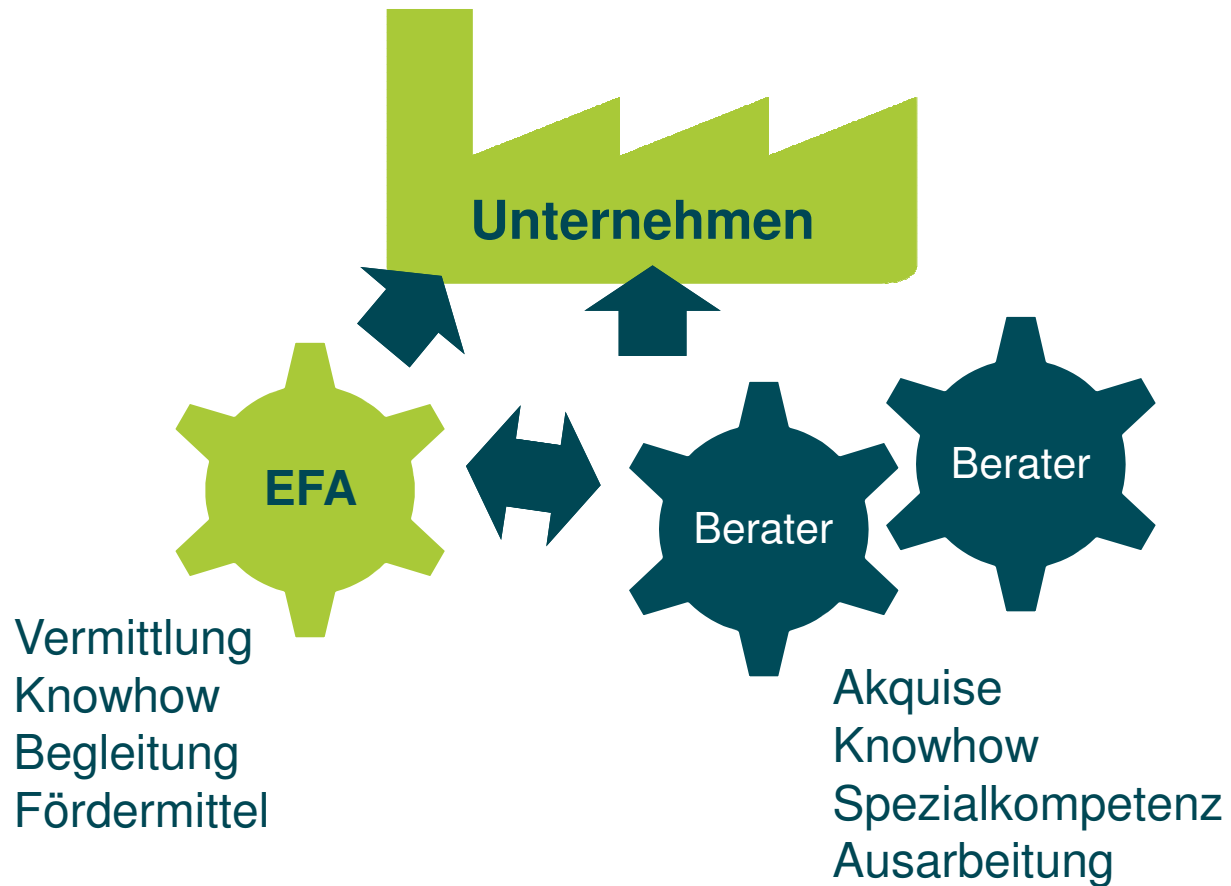 Unternehmen
EFA
Berater
Berater
Vermittlung
Knowhow
Begleitung
Fördermittel
Akquise
Knowhow
Spezialkompetenz
Ausarbeitung